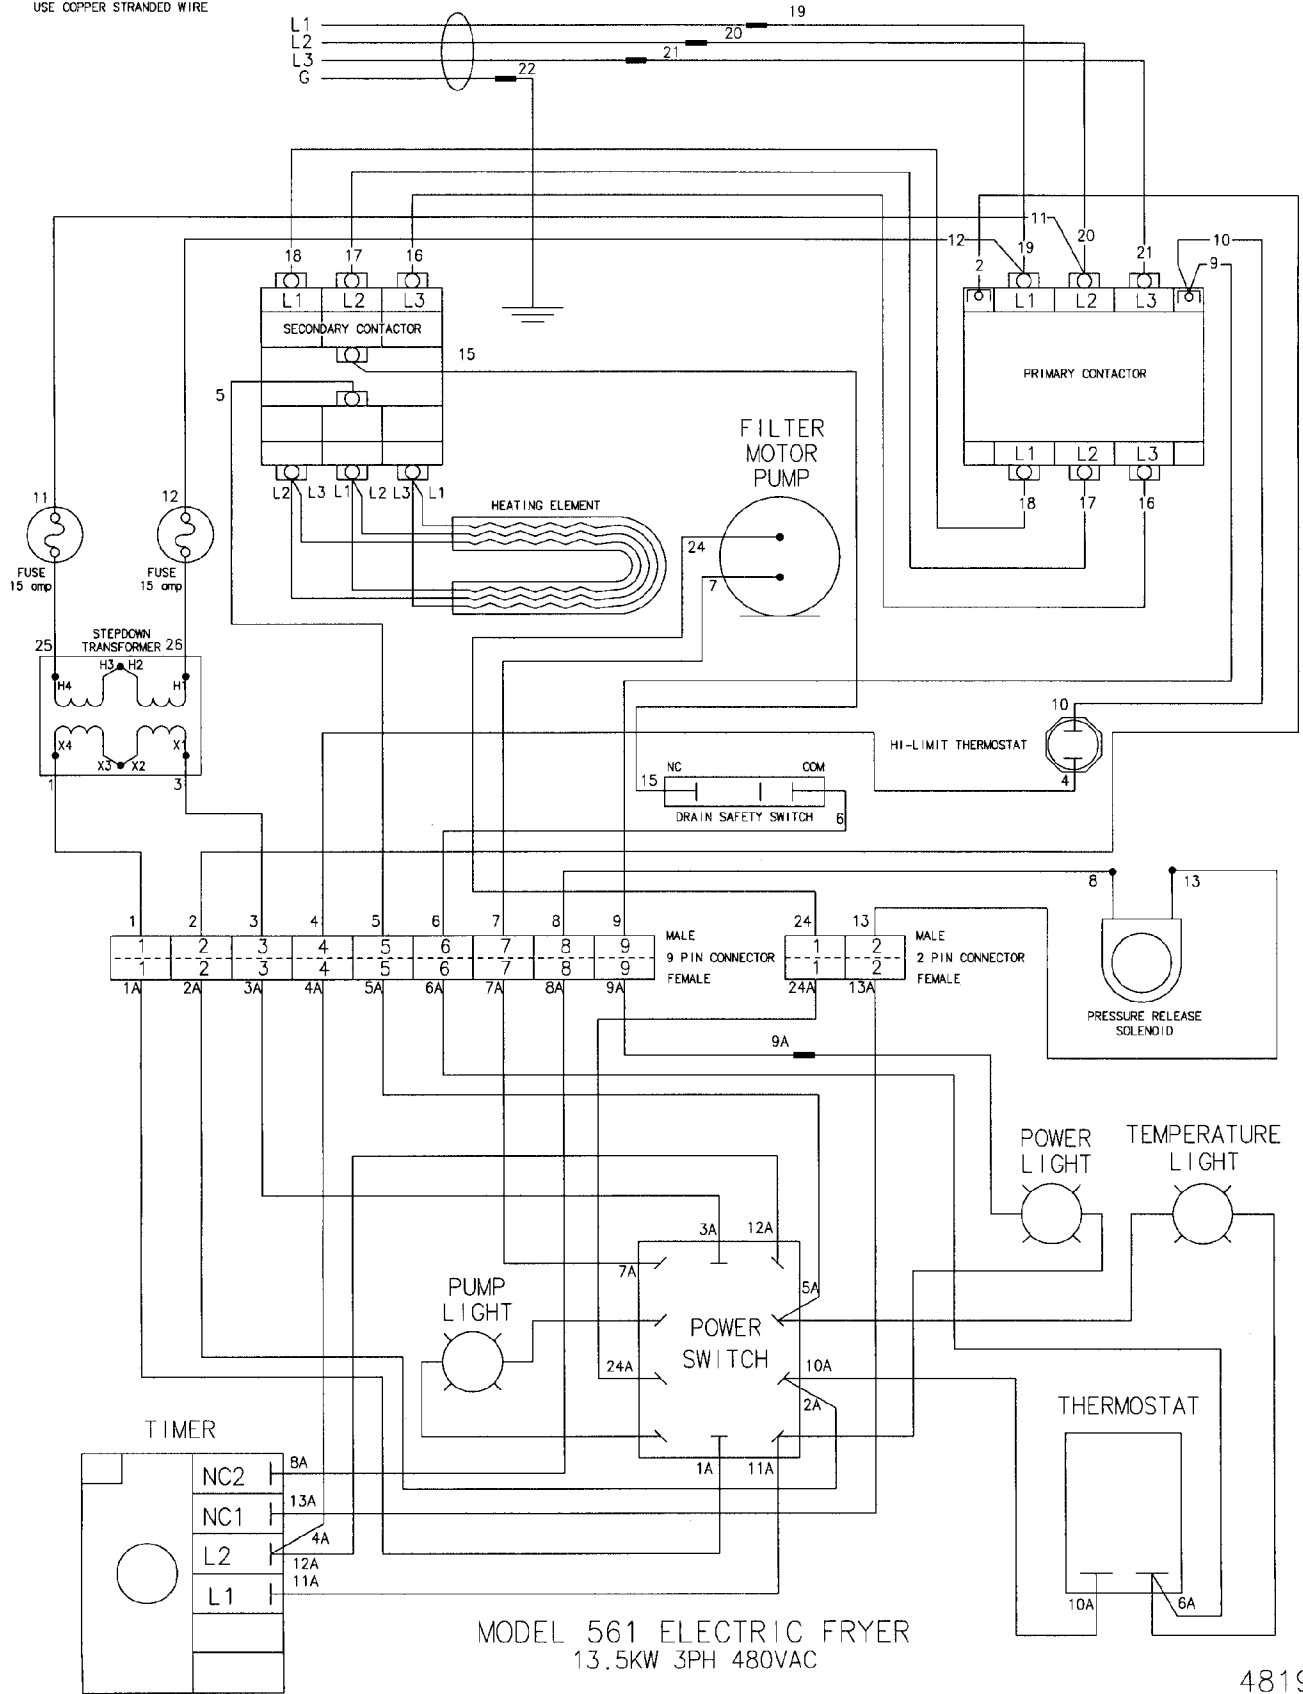 USE COPPER STRANDED WIRE
L1
19
L2
20
L3
21
G
22
11
12
19
20
21
10
9
2
18
17
16
L1 L2 L3
L1 L2 L3
SECONDARY CONTACTOR
15
5
PRIMARY CONTACTOR
FILTER
MOTOR
PUMP
L1 L2 L3
L2 L3 L1 L2 L3 L1
18 17 16
11
12
HEATING ELEMENT
24
7
FUSE
15 amp
FUSE
15 amp
STEPDOWN
TRANSFORMER
25
26
H3 H2
H4
H1
X4
X1
X3 X2
1
3
10
HI-LIMIT THERMOSTAT
4
NC
COM
15
DRAIN SAFETY SWITCH
6
8
13
1 2 3 4 5 6 7 8 9
24 13
1 2 3 4 5 6 7 8 9
1 2 3 4 5 6 7 8 9
MALE
9 PIN CONNECTOR
FEMALE
1 2
1 2
MALE
2 PIN CONNECTOR
FEMALE
1A 2A 3A 4A 5A 6A 7A 8A 9A
24A 13A
PRESSURE RELEASE
SOLENOID
9A
POWER
LIGHT
TEMPERATURE
LIGHT
3A
12A
7A
5A
PUMP
LIGHT
POWER
SWITCH
24A
10A
2A
1A
11A
THERMOSTAT
TIMER
NC2
8A
NC1
13A
4A
L2
12A
11A
L1
10A
6A
MODEL 561 ELECTRIC FRYER
13.5KW 3PH 480VAC
4819